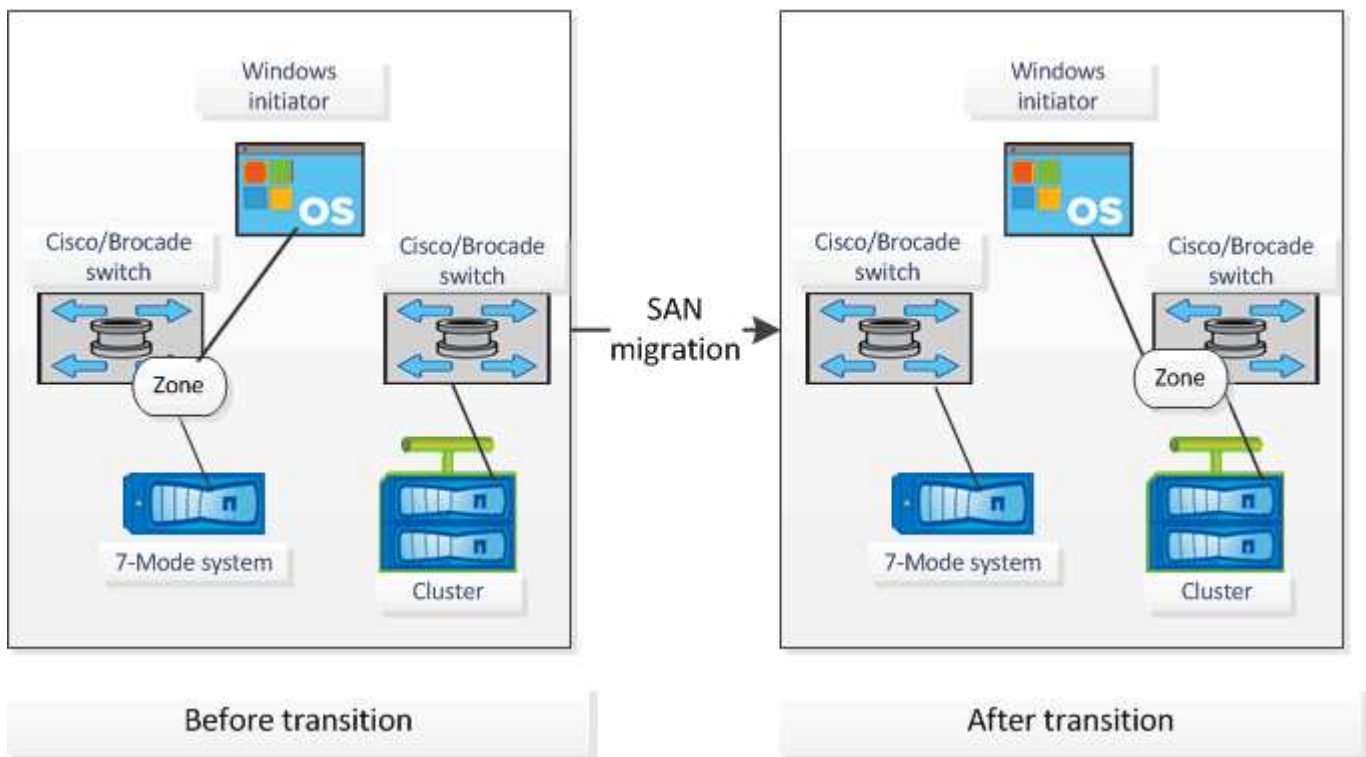 Windows
initiator
OS
Cisco/Brocade
switch
Cisco/Brocade
switch
Zone
n
7-Mode system
n
n
Cluster
Before transition
SAN
migration
Windows
initiator
OS
Cisco/Brocade
switch
Cisco/Brocade
switch
Zone
n
7-Mode system
n
n
Cluster
After transition